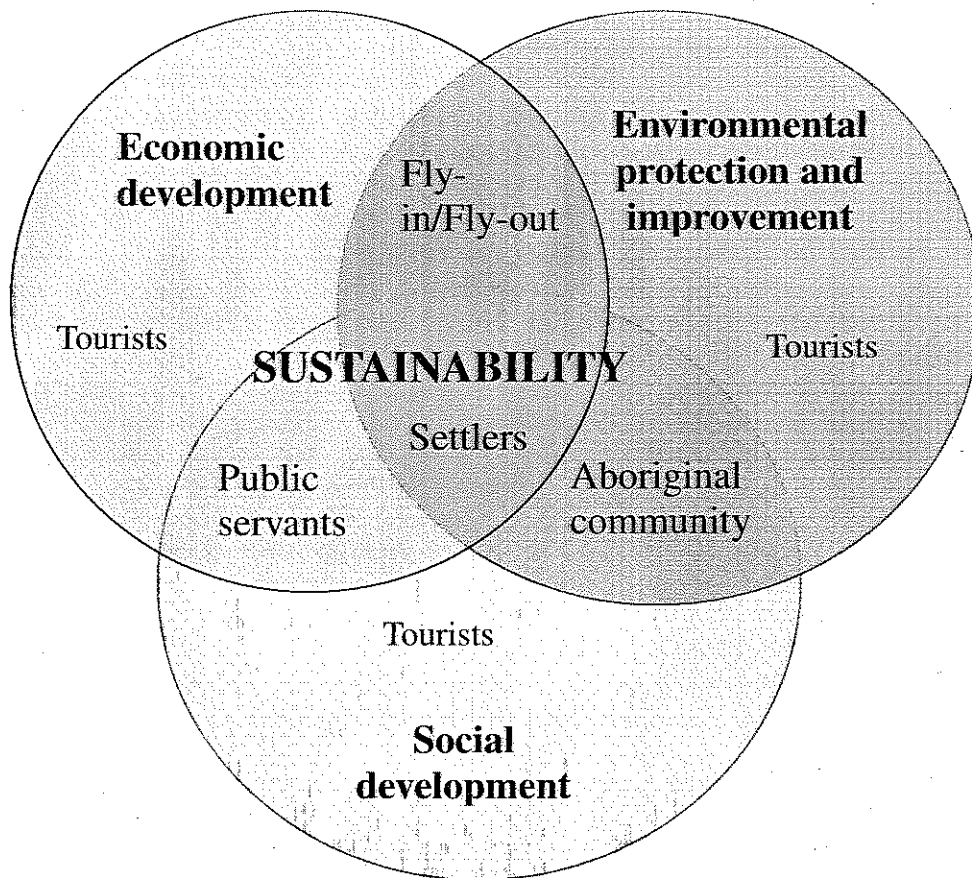 Economic
development
Environmental
protection and
improvement
Fly-
in/Fly-out
Tourists
Tourists
SUSTAINABILITY
Settlers
Public
servants
Aboriginal
community
Tourists
Social
development